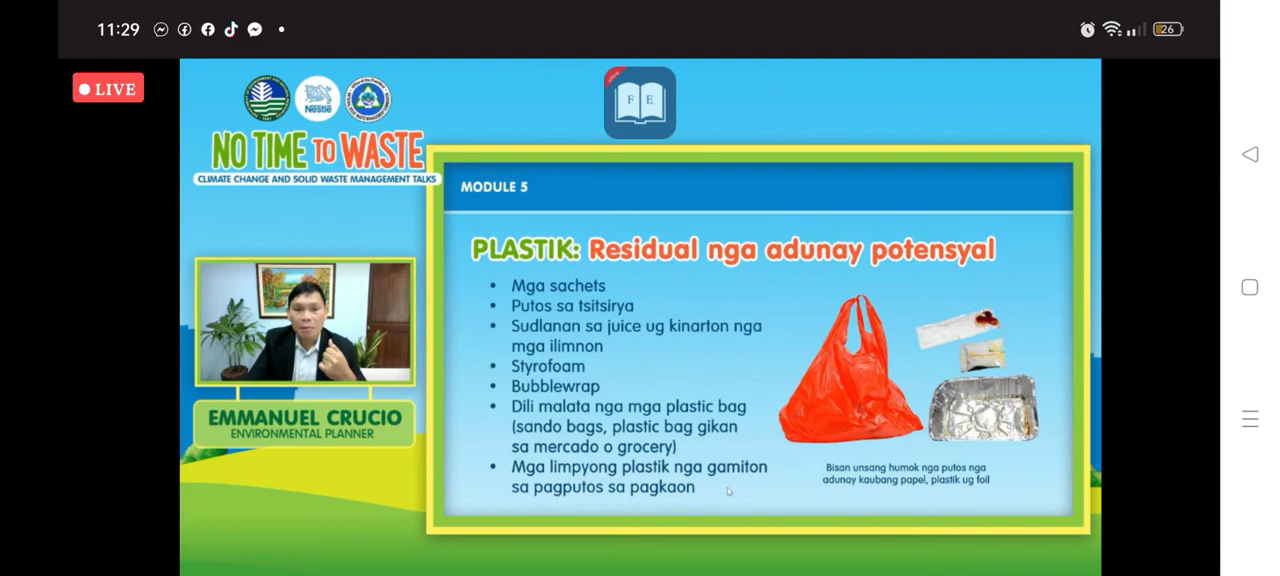 11:29
26
LIVE
Nestlé
NO TIME TO WASTE
CLIMATE CHANGE AND SOLID WASTE MANAGEMENT TALKS
offline
F E
MODULE 5
PLASTIK: Residual nga adunay potensyal
• Mga sachets
• Putos sa tsitsirya
• Sudlanan sa juice ug kinarton nga
mga ilimnon
• Styrofoam
• Bubblewrap
• Dili malata nga mga plastic bag
(sando bags, plastic bag gikan
sa mercado o grocery)
• Mga limpyong plastik nga gamiton
sa pagputos sa pagkaon
Bisan unsang humok nga putos nga
adunay kaubang papel, plastik ug foil
EMMANUEL CRUCIO
ENVIRONMENTAL PLANNER